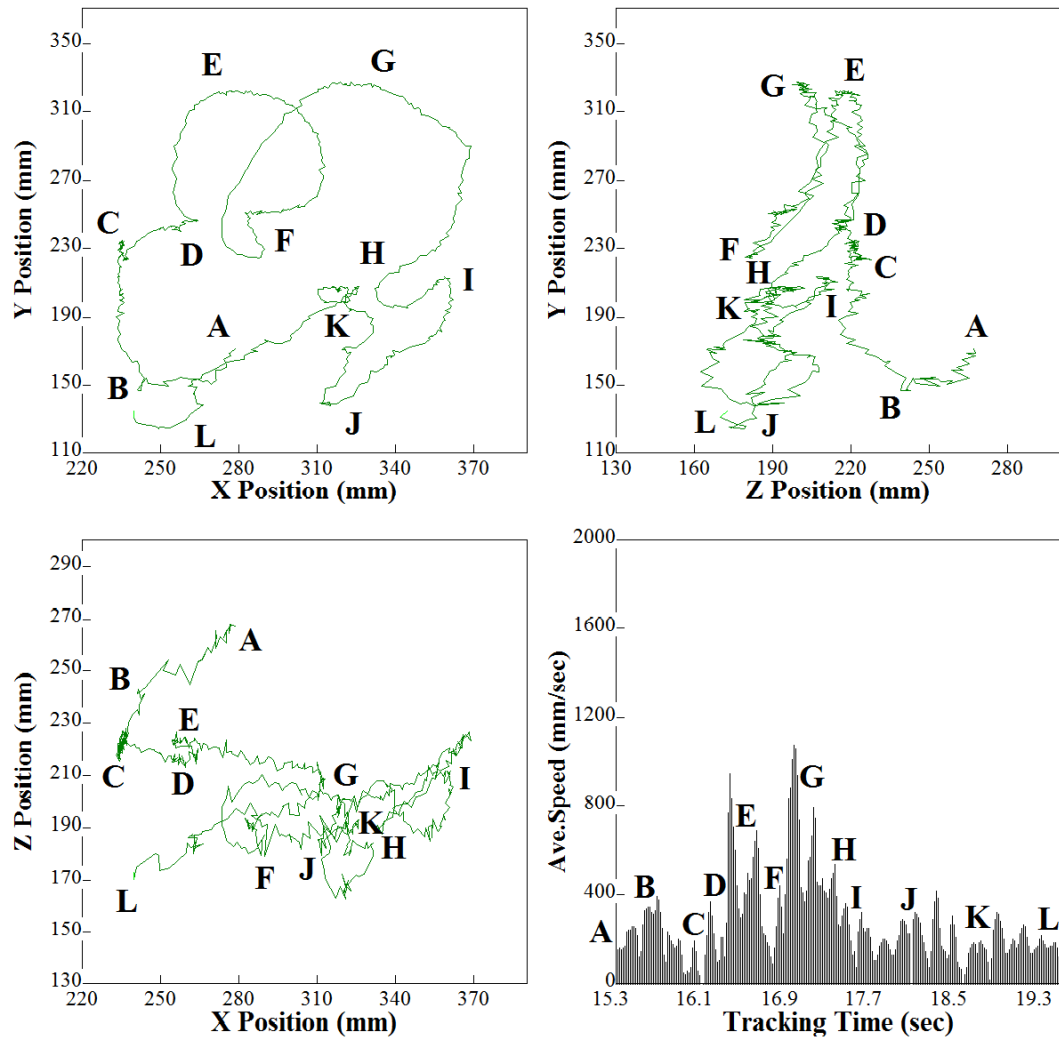 350
310
270
230
190
150
110
220
250
280
310
340
370
Y Position (mm)
X Position (mm)
A
B
C
D
E
F
G
H
I
J
K
L
350
310
270
230
190
150
110
130
160
190
220
250
280
Y Position (mm)
Z Position (mm)
A
B
C
D
E
F
G
H
I
J
K
L
290
270
250
230
210
190
170
150
130
220
250
280
310
340
370
Z Position (mm)
X Position (mm)
A
B
C
D
E
F
G
H
I
J
K
L
2000
1600
1200
800
400
0
15.3
16.1
16.9
17.7
18.5
19.3
Ave.Speed (mm/sec)
Tracking Time (sec)
A
B
C
D
E
F
G
H
I
J
K
L